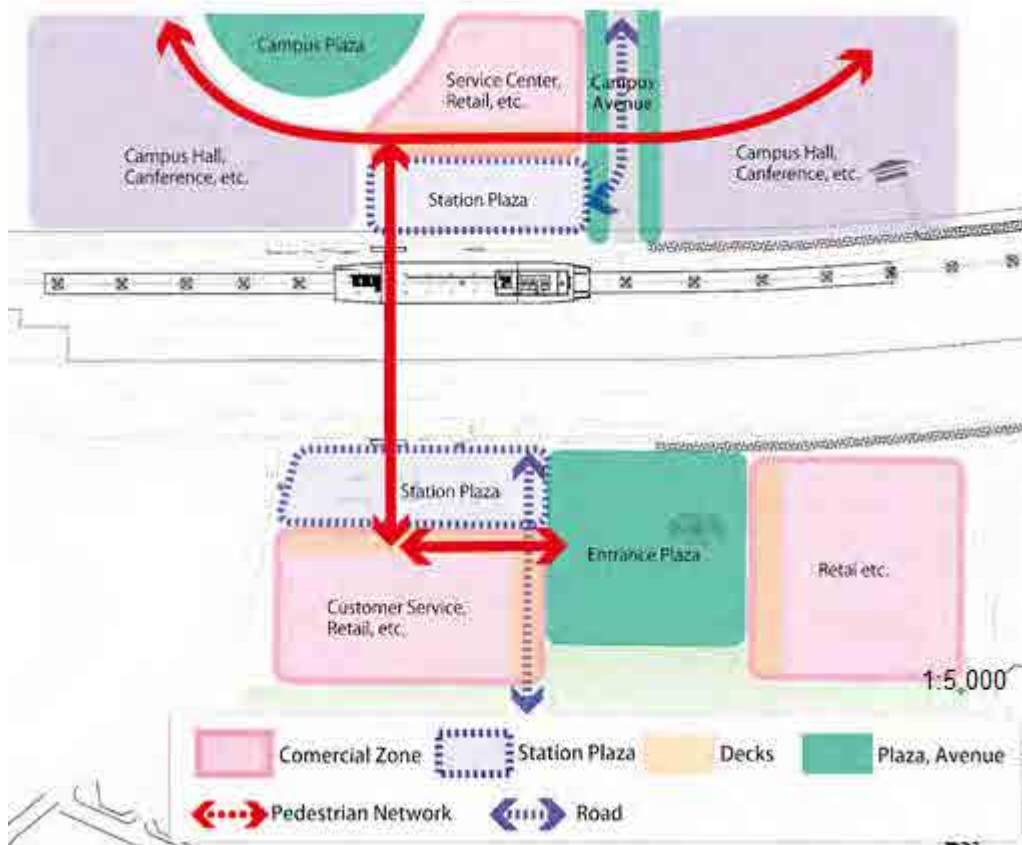 Campus Plaza
Service Center,
Retail, etc.
Campus
Avenue
Campus Hall,
Canference, etc.
Campus Hall,
Canference, etc.
Station Plaza
Station Plaza
Entrance Plaza
Retai etc.
Customer Service,
Retail, etc.
1:5,000
Comercial Zone
Station Plaza
Decks
Plaza, Avenue
Pedestrian Network
Road